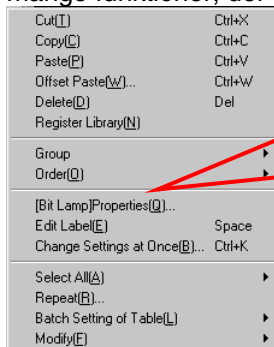 Cut(T) Ctrl+X
Copy(C) Ctrl+C
Paste(P) Ctrl+V
Offset Paste(W)... Ctrl+W
Delete(D) Del
Register Library(N)
Group
Order(O)
[Bit Lamp]Properties(Q)...
Edit Label(E) Space
Change Settings at Once(B)... Ctrl+K
Select All(A)
Repeat(R)...
Batch Setting of Table(L)
Modify(F)